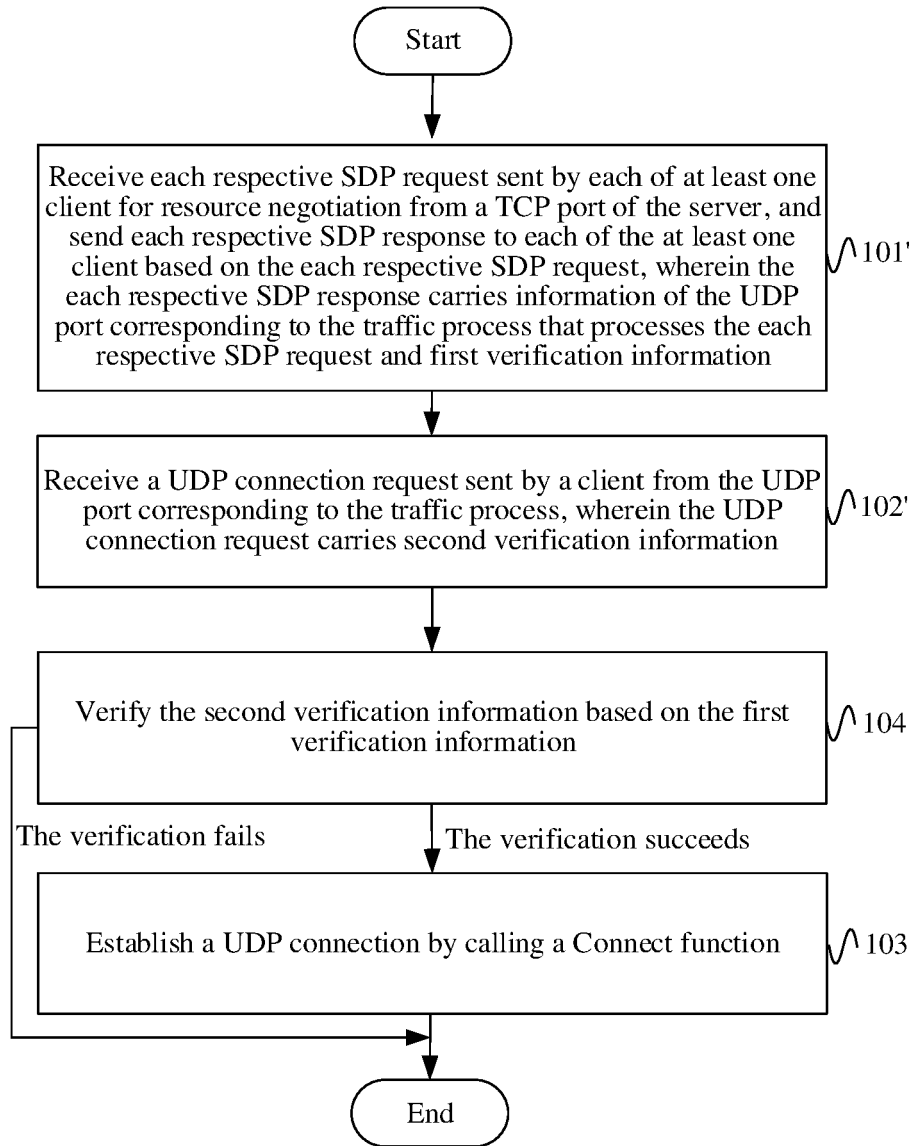 Start
Receive each respective SDP request sent by each of at least one
client for resource negotiation from a TCP port of the server, and
send each respective SDP response to each of the at least one
client based on the each respective SDP request, wherein the
each respective SDP response carries information of the UDP
port corresponding to the traffic process that processes the each
respective SDP request and first verification information
101'
Receive a UDP connection request sent by a client from the UDP
port corresponding to the traffic process, wherein the UDP
connection request carries second verification information
102'
Verify the second verification information based on the first
verification information
104
The verification fails
The verification succeeds
Establish a UDP connection by calling a Connect function
103
End